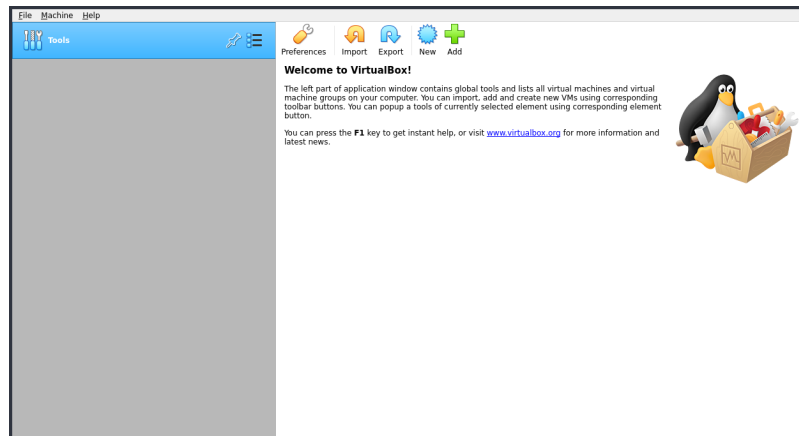 File Machine Help
Tools
Preferences Import Export New Add
Welcome to VirtualBox!
The left part of application window contains global tools and lists all virtual machines and virtual
machine groups on your computer. You can import, add and create new VMs using corresponding
toolbar buttons. You can popup a tools of currently selected element using corresponding element
button.
You can press the F1 key to get instant help, or visit www.virtualbox.org for more information and
latest news.